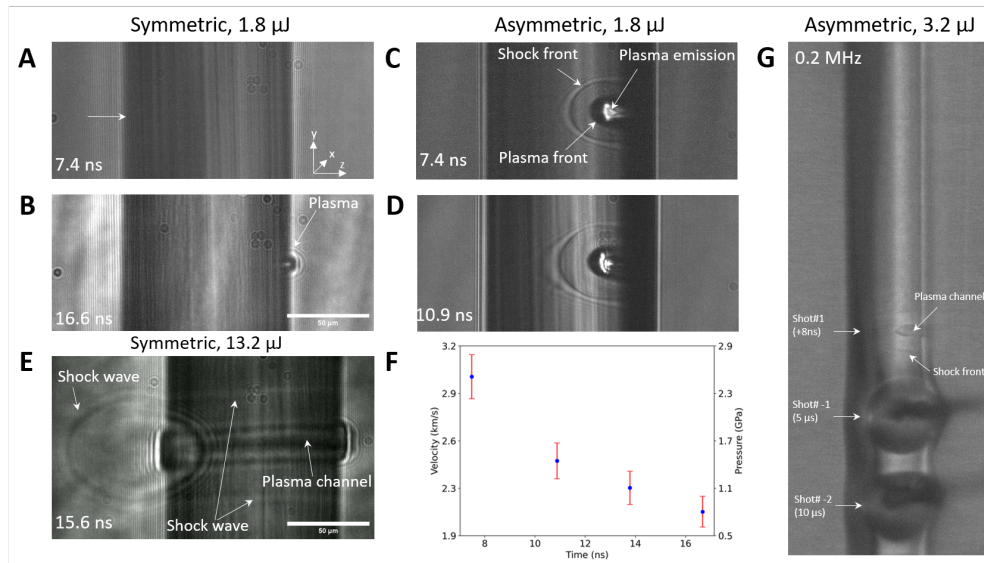 Symmetric, 1.8 µJ
Asymmetric, 1.8 µJ
Asymmetric, 3.2 µJ
A
7.4 ns
y
x
z
B
Plasma
16.6 ns
50 µm
C
Shock front
Plasma emission
Plasma front
7.4 ns
D
10.9 ns
Symmetric, 13.2 µJ
E
Shock wave
Plasma channel
Shock wave
15.6 ns
50 µm
F
3.2
2.9
2.6
2.3
1.9
Velocity (km/s)
2.9
2.3
1.7
1.1
0.5
Pressure (GPa)
8
10
12
14
16
Time (ns)
G
0.2 MHz
Shot#1
(+8ns)
Plasma channel
Shock front
Shot# -1
(5 µs)
Shot# -2
(10 µs)